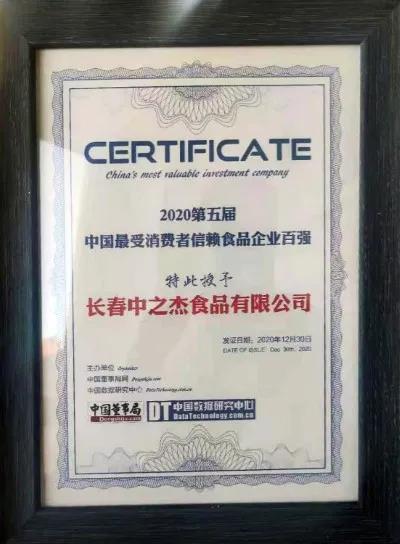 CERTIFICATE
China's most valuable investment company
2020第五届
中国最受消费者信赖食品企业百强
特此授予
长春中之杰食品有限公司
发证日期：2020年12月30日
DATE OF ISSUE: Dec 30th, 2020
主办单位
中国董事局网
中国数据研究中心
中国董事局
DT 中国数据研究中心
DataTechnology.com.cn